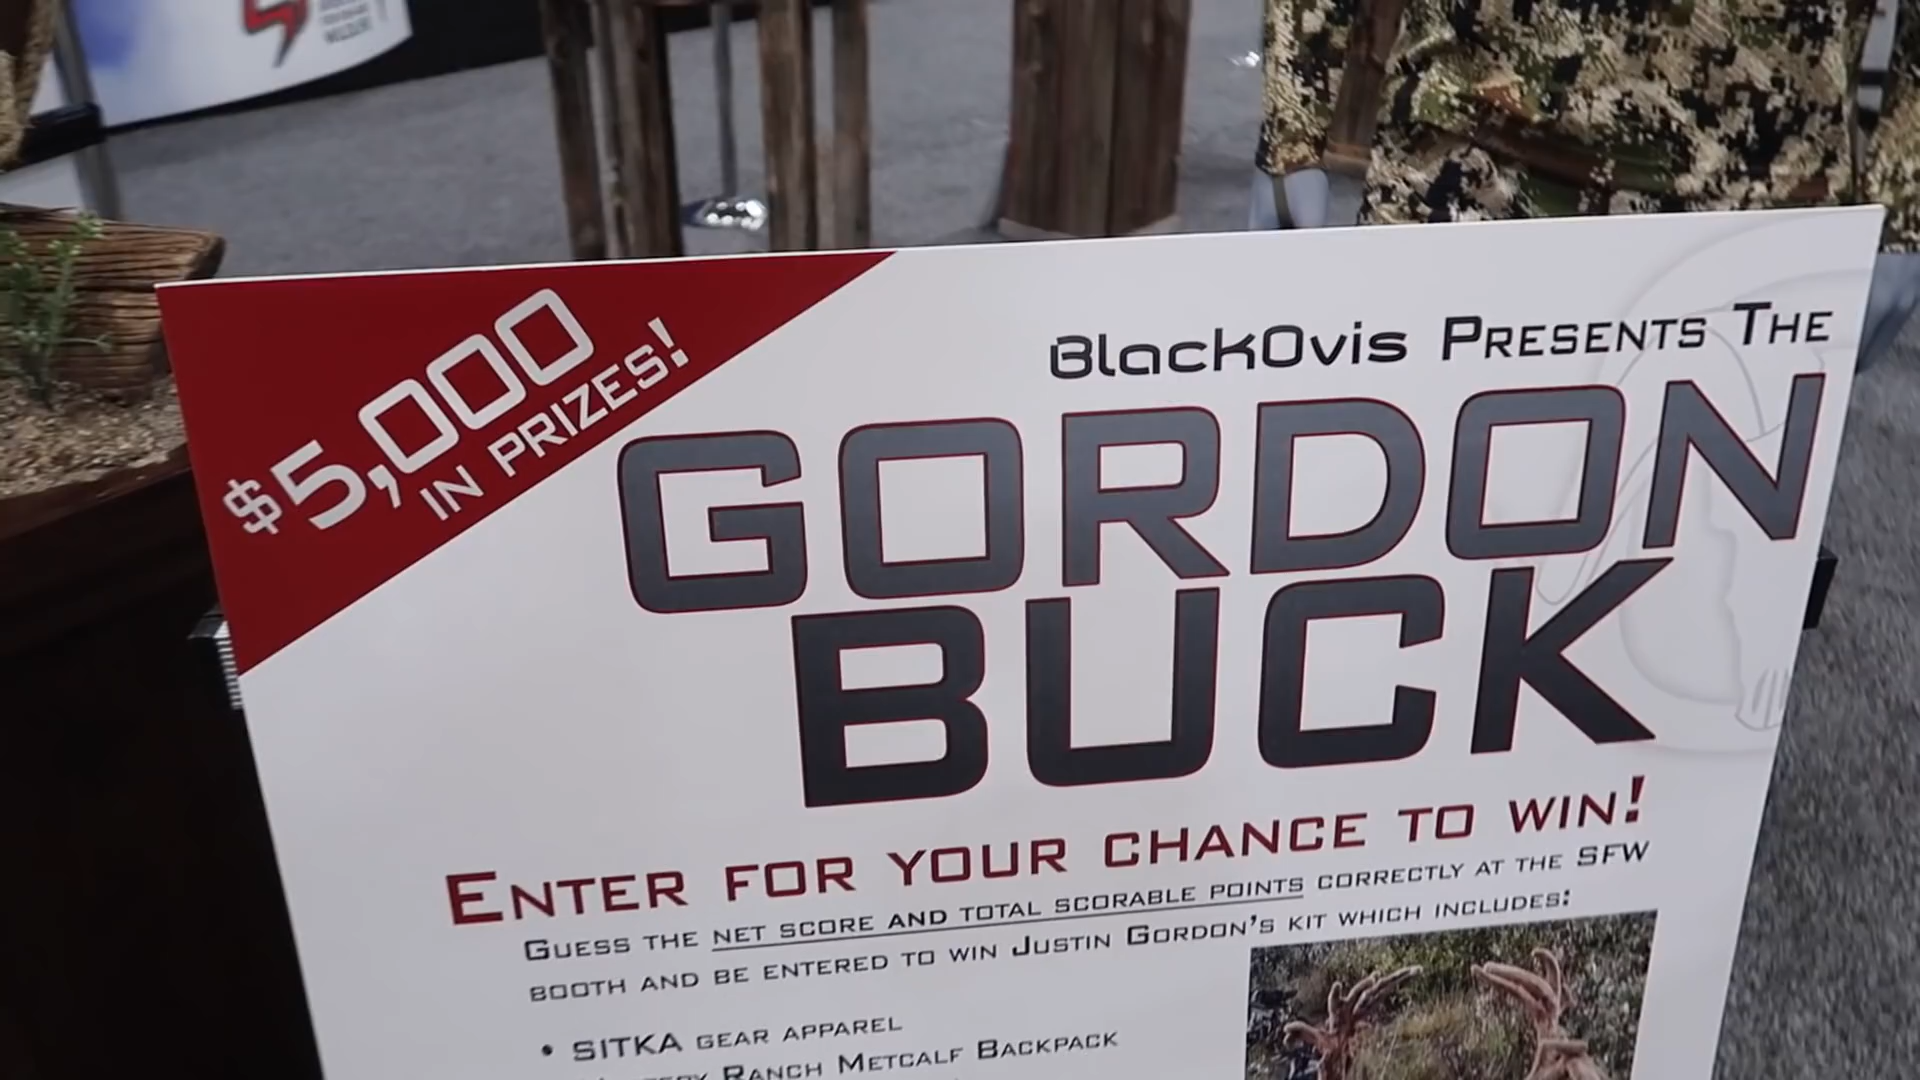 $5,000
IN PRIZES!
BlackOvis Presents The
GORDON
BUCK
Enter for your chance to win!
Guess the net score and total scorable points correctly at the SFW
booth and be entered to win Justin Gordon's kit which includes:
• SITKA gear apparel
Ranch Metcalf Backpack